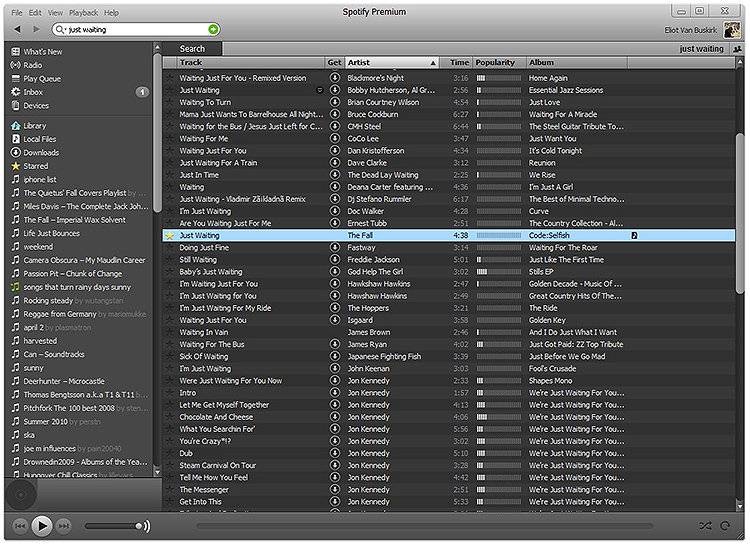 Spotify Premium
File Edit View Playback Help
just waiting
Eliot Van Buskirk
What's New
Radio
Play Queue
Inbox 1
Devices
Library
Local Files
Downloads
Starred
iphone list
The Quetus' Fall Covers Playlist by ...
Miles Davis – The Complete Jack Joh...
The Fall – Imperial Wax Solvent
Life Just Bounces
weekend
Camera Obscura – My Maudlin Career
Passion Pit – Chunk of Change
songs that turn rainy days sunny
Rocking steady by wutangstan
Reggae from Germany by mariomukke
april 2 by plasmatron
harvested
Can – Soundtracks
sunny
Deerhunter – Microcastle
Thomas Bengtsson a.k.a T1 & T11 b...
Pitchfork The 100 best 2008 by sten...
Summer 2010 by perstn
ska
joe m influences by pain20040
Drownedin2009 - Albums of the Yea...
Hungover Chill Classics
Search just waiting
Track Get Artist Time Popularity Album
Waiting Just For You - Remixed Version Blackmore's Night 3:16 Home Again
Just Waiting Bobby Hutcherson, Al Gr... 2:56 Essential Jazz Sessions
Waiting To Turn Brian Courtney Wilson 4:54 Just Love
Mama Just Wants To Barrelhouse All Night... Bruce Cockburn 6:27 Waiting For A Miracle
Waiting for the Bus / Jesus Just Left for C... CMH Steel 6:44 The Steel Guitar Tribute To...
Waiting For Me CoCo Lee 3:47 Just Want You
Waiting Just For You Dan Kristofferson 4:34 It's Cold Tonight
Just Waiting For A Train Dave Clarke 3:12 Reunion
Just In Time The Dead Lay Waiting 2:25 We Rise
Waiting Deana Carter featuring ... 4:36 I'm Just A Girl
Just Waiting - Vladimir Zãikladnã Remix Dj Stefano Rummler 6:17 The Best of Minimal Techno...
I'm Just Waiting Doc Walker 4:28 Curve
Are You Waiting Just For Me Ernest Tubb 2:51 The Country Collection - Al...
Just Waiting The Fall 4:38 Code:Selfish
Doing Just Fine Fastway 3:14 Waiting For The Roar
Still Waiting Freddie Jackson 5:01 Just Like The First Time
Baby's Just Waiting God Help The Girl 3:02 Stills EP
I'm Waiting Just For You Hawkshaw Hawkins 2:47 Golden Decade - Music Of...
I'm Just Waiting for You Hawkshaw Hawkins 2:49 Great Country Hits Of The...
I'm Just Waiting For My Ride The Hoppers 3:21 The Ride
Waiting Just For You Isgaard 3:58 Golden Key
Waiting In Vain James Brown 2:46 And I Do Just What I Want
Waiting For The Bus James Ryan 4:02 Just Got Paid: ZZ Top Tribute
Sick Of Waiting Japanese Fighting Fish 3:39 Just Before We Go Mad
I'm Just Waiting John Keenan 3:03 Fool's Crusade
Were Just Waiting For You Now Jon Kennedy 2:33 Shapes Mono
Intro Jon Kennedy 1:57 We're Just Waiting For You...
Let Me Get Myself Together Jon Kennedy 4:13 We're Just Waiting For You...
Chocolate And Cheese Jon Kennedy 4:06 We're Just Waiting For You...
What You Searchin For' Jon Kennedy 5:56 We're Just Waiting For You...
You're Crazy*!? Jon Kennedy 3:02 We're Just Waiting For You...
Dub Jon Kennedy 5:10 We're Just Waiting For You...
Steam Carnival On Tour Jon Kennedy 3:28 We're Just Waiting For You...
Tell Me How You Feel Jon Kennedy 4:42 We're Just Waiting For You...
The Messenger Jon Kennedy 2:51 We're Just Waiting For You...
Get Into This Jon Kennedy 5:33 We're Just Waiting For You...